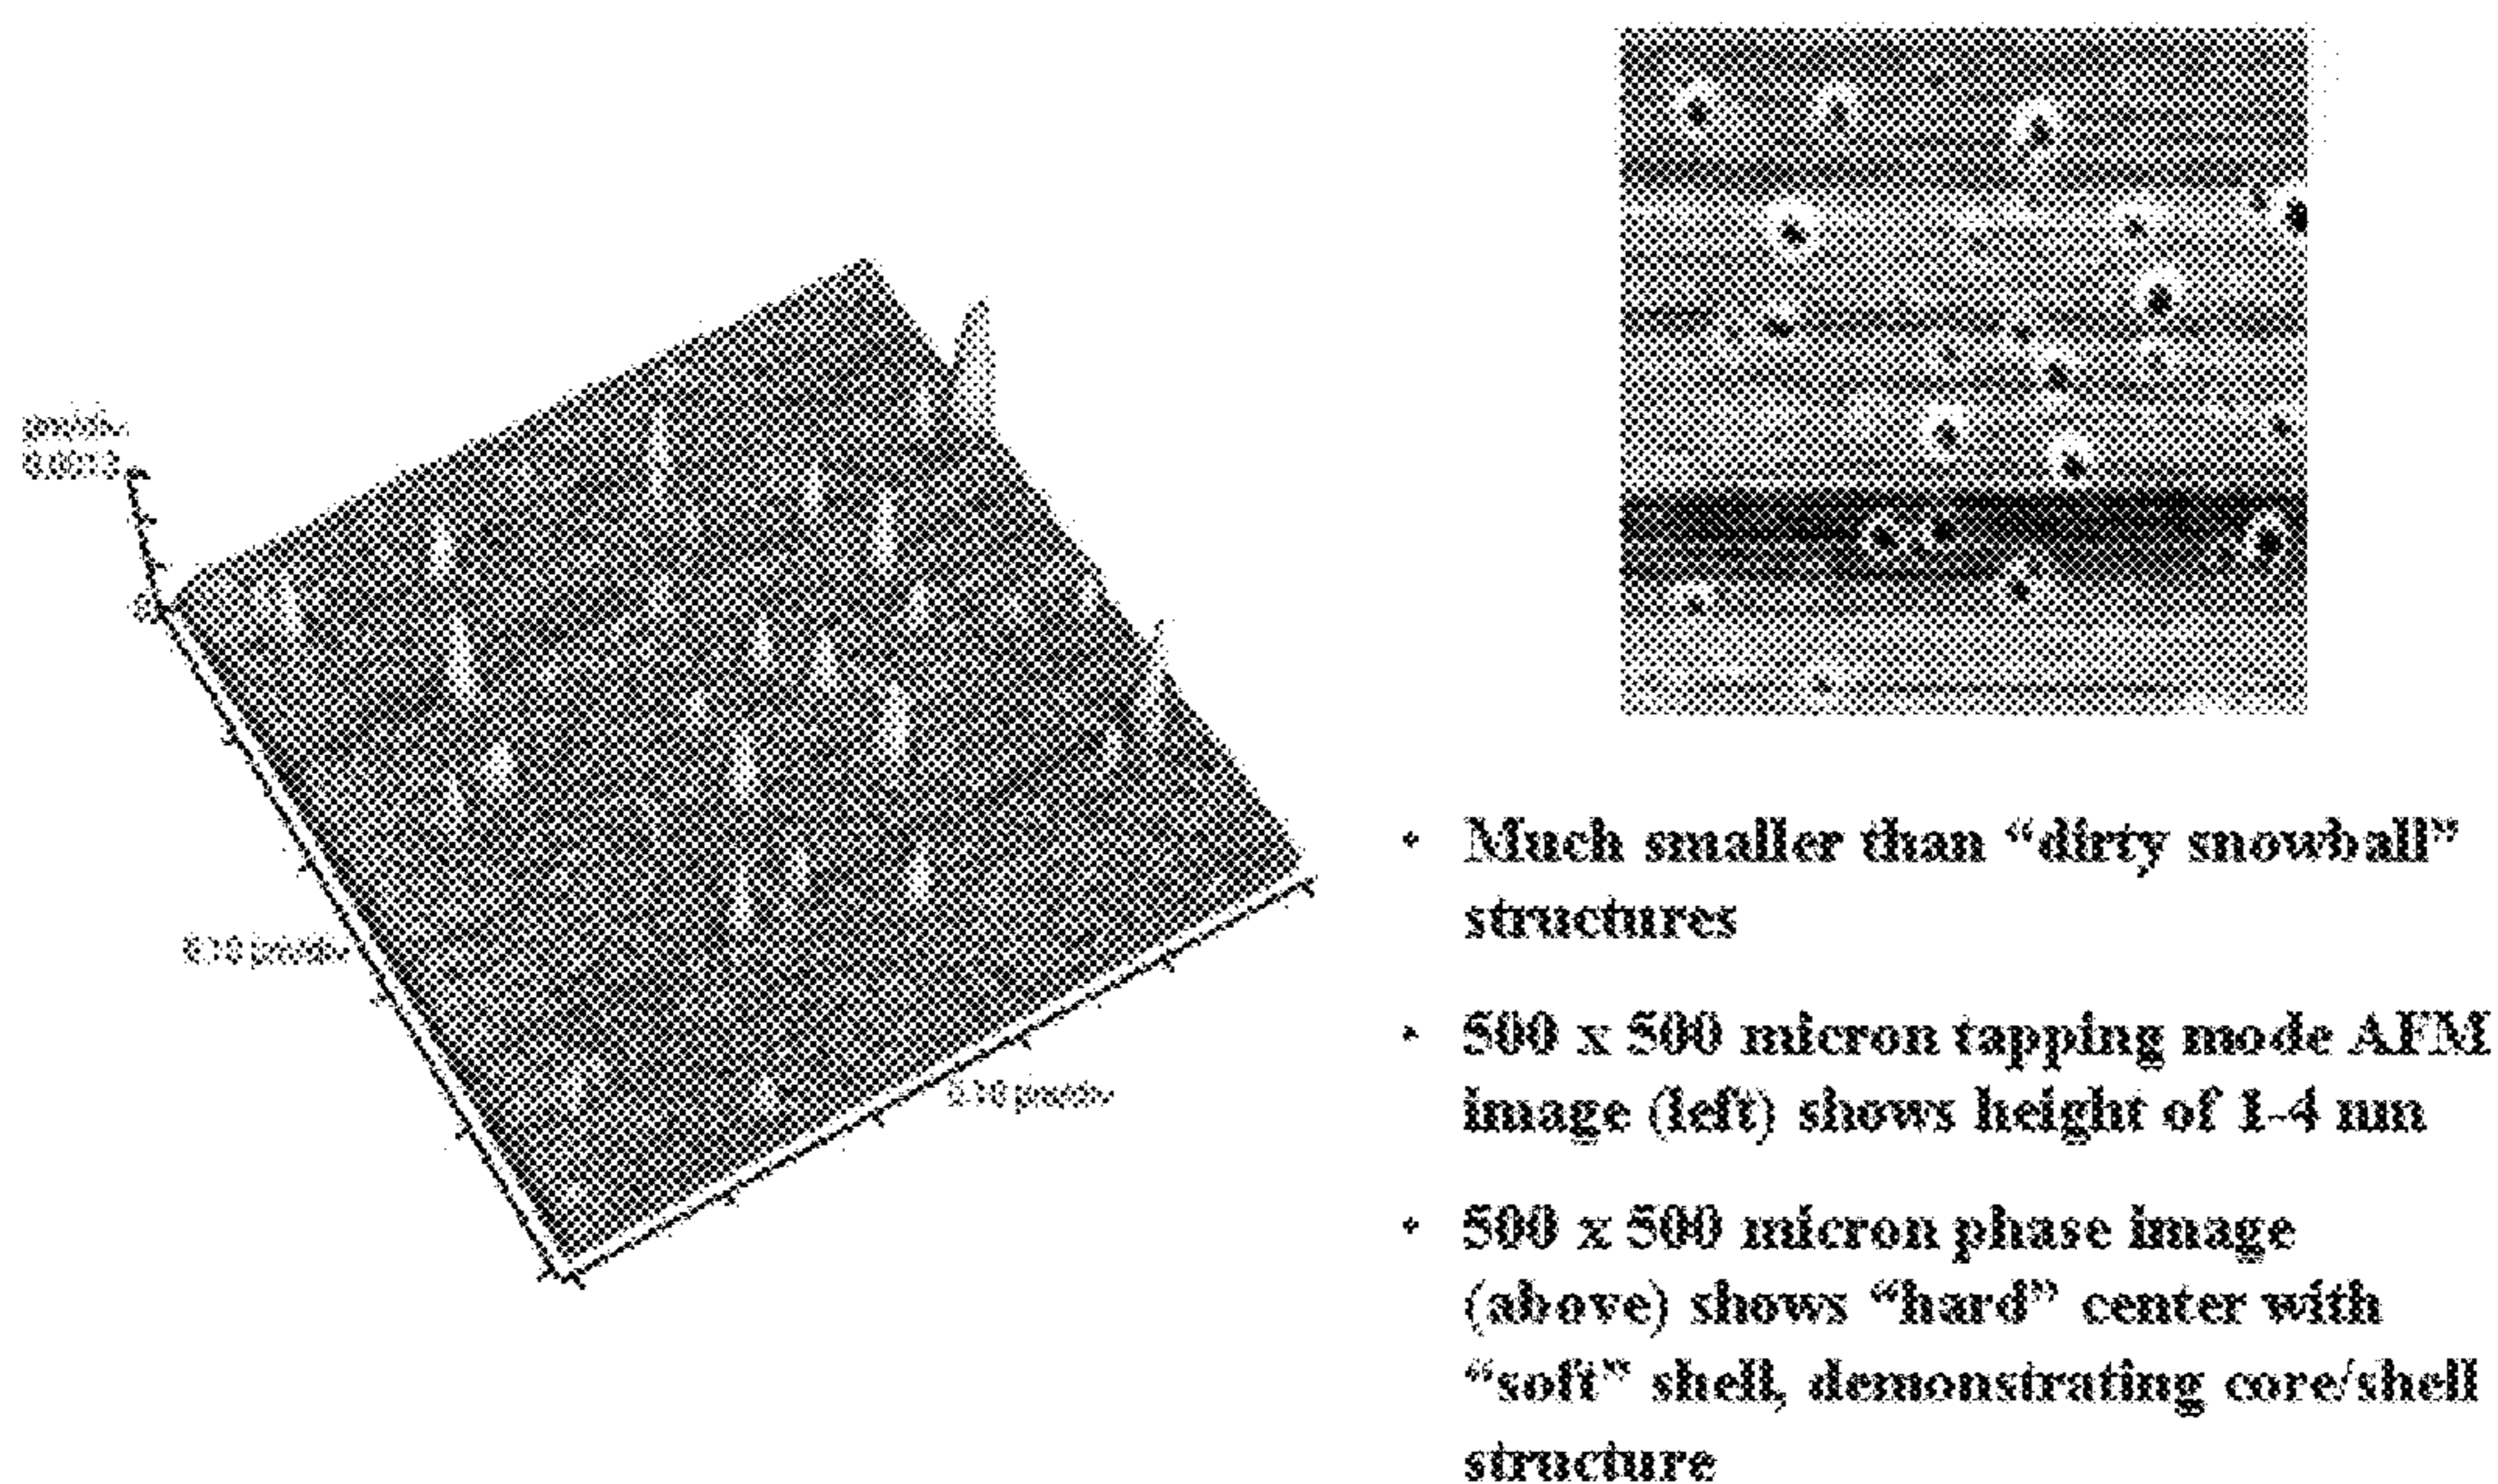 • Much smaller than “dirty snowball”
structures
• 500 x 500 micron tapping mode AFM
image (left) shows height of 1-4 nm
• 500 x 500 micron phase image
(above) shows “hard” center with
“soft” shell, demonstrating core/shell
structure